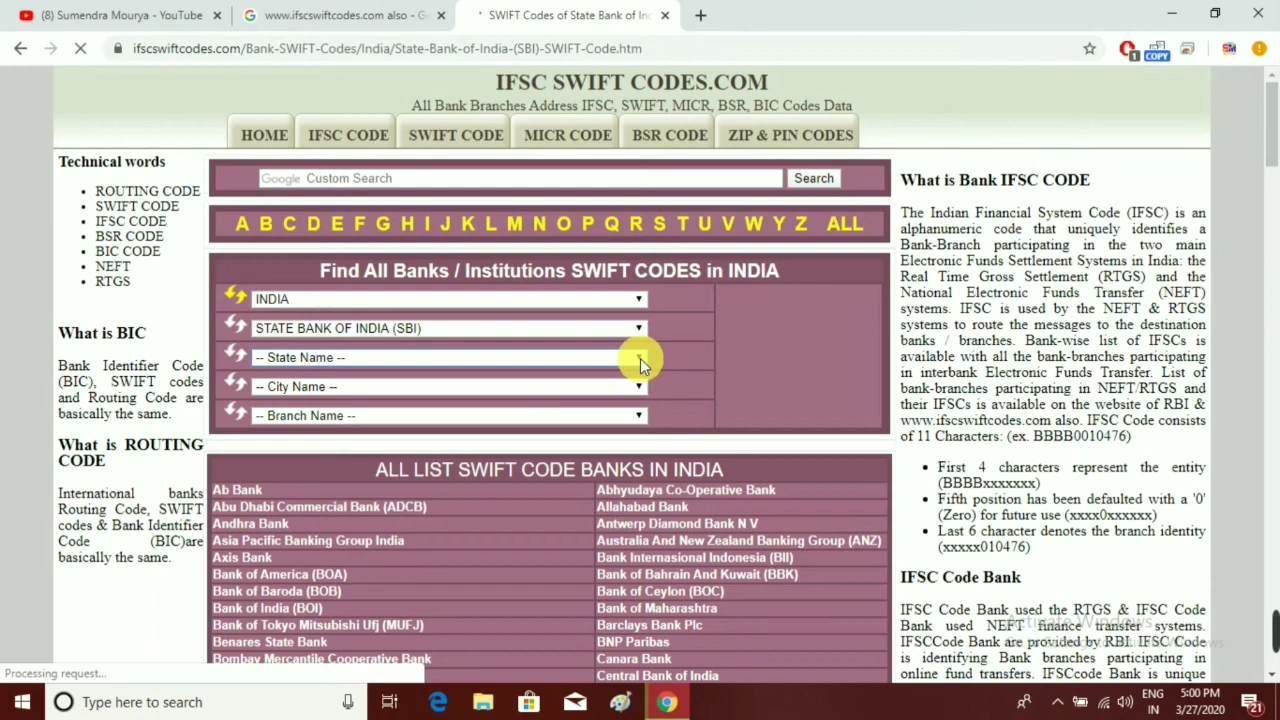 (5) Sumendra Mourya - YouTube
www.ifscswiftcodes.com also - G
SWIFT Codes of State Bank of In
ifscswiftcodes.com/Bank-SWIFT-Codes/India/State-Bank-of-India-(SBI)-SWIFT-Code.htm
1
COPY
IFSC SWIFT CODES.COM
All Bank Branches Address IFSC, SWIFT, MICR, BSR, BIC Codes Data
HOME
IFSC CODE
SWIFT CODE
MICR CODE
BSR CODE
ZIP & PIN CODES
Technical words
ROUTING CODE
SWIFT CODE
IFSC CODE
BSR CODE
BIC CODE
NEFT
RTGS
What is BIC
Bank Identifier Code
(BIC), SWIFT codes
and Routing Code are
basically the same.
What is ROUTING
CODE
International banks
Routing Code, SWIFT
codes & Bank Identifier
Code (BIC)are
basically the same.
Google Custom Search
Search
A B C D E F G H I J K L M N O P Q R S T U V W Y Z ALL
Find All Banks / Institutions SWIFT CODES in INDIA
INDIA
STATE BANK OF INDIA (SBI)
-- State Name --
-- City Name --
-- Branch Name --
ALL LIST SWIFT CODE BANKS IN INDIA
Ab Bank
Abhyudaya Co-Operative Bank
Abu Dhabi Commercial Bank (ADCB)
Allahabad Bank
Andhra Bank
Antwerp Diamond Bank N V
Asia Pacific Banking Group India
Australia And New Zealand Banking Group (ANZ)
Axis Bank
Bank Internasional Indonesia (BII)
Bank of America (BOA)
Bank of Bahrain And Kuwait (BBK)
Bank of Baroda (BOB)
Bank of Ceylon (BOC)
Bank of India (BOI)
Bank of Maharashtra
Bank of Tokyo Mitsubishi Ufj (MUFJ)
Barclays Bank Plc
Benares State Bank
BNP Paribas
Bombay Mercantile Cooperative Bank
Canara Bank
Central Bank of India
What is Bank IFSC CODE
The Indian Financial System Code (IFSC) is an
alphanumeric code that uniquely identifies a
Bank-Branch participating in the two main
Electronic Funds Settlement Systems in India: the
Real Time Gross Settlement (RTGS) and the
National Electronic Funds Transfer (NEFT)
systems. IFSC is used by the NEFT & RTGS
systems to route the messages to the destination
banks / branches. Bank-wise list of IFSCs is
available with all the bank-branches participating
in interbank Electronic Funds Transfer. List of
bank-branches participating in NEFT/RTGS and
their IFSCs is available on the website of RBI &
www.ifscswiftcodes.com also. IFSC Code consists
of 11 Characters: (ex. BBBB0010476)
First 4 characters represent the entity
(BBBBxxxxxxx)
Fifth position has been defaulted with a '0'
(Zero) for future use (xxxx0xxxxxx)
Last 6 character denotes the branch identity
(xxxxx010476)
IFSC Code Bank
IFSC Code Bank used the RTGS & IFSC Code
Bank used NEFT finance transfer systems.
IFSCCode Bank are provided by RBI. IFSC Code
is identifying Bank branches participating in
online fund transfers. IFSCcode Bank is unique
Activate Windows
Processing request...
Type here to search
ENG
IN
5:00 PM
3/27/2020
21